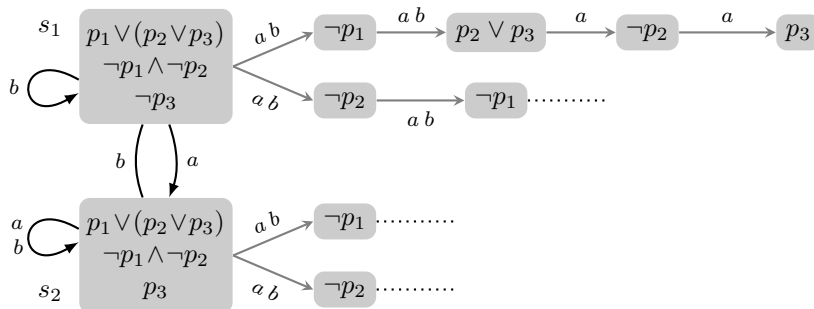 s₁
p₁∨(p₂∨p₃)
¬p₁∧¬p₂
¬p₃
b
a b
¬p₁
a b
p₂ ∨ p₃
a
¬p₂
a
p₃
a b
¬p₂
a b
¬p₁
b
a
a
b
p₁∨(p₂∨p₃)
¬p₁∧¬p₂
p₃
s₂
a b
¬p₁
a b
¬p₂